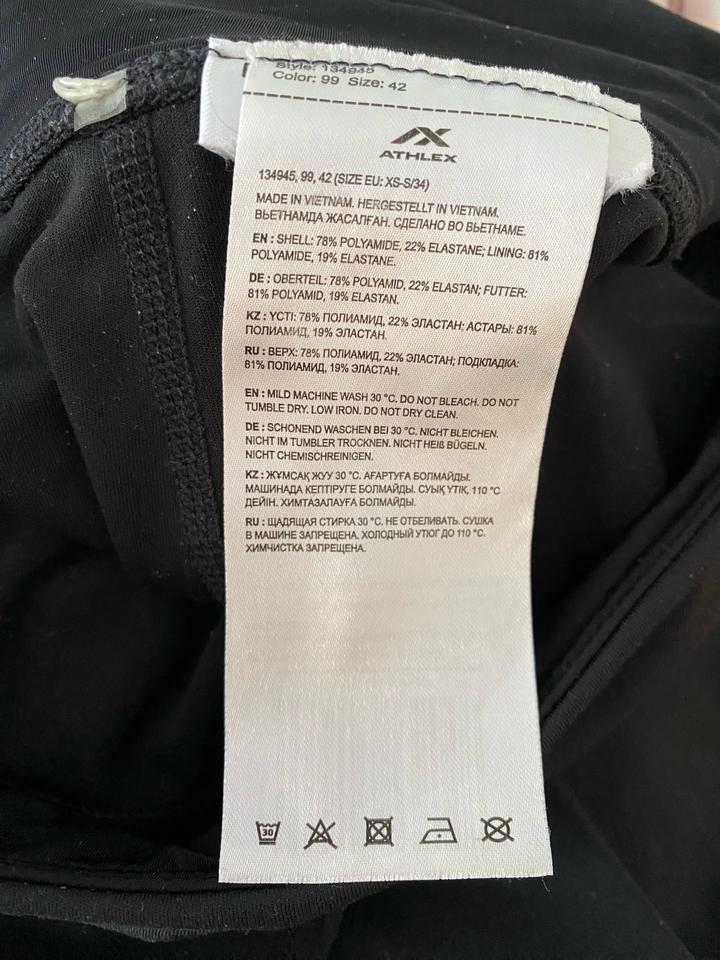 Style: 134945
Color: 99 Size: 42
ATHLEX
134945, 99, 42 (SIZE EU: XS-S/34)
MADE IN VIETNAM. HERGESTELLT IN VIETNAM.
ВЬЕТНАМДА ЖАСАЛҒАН. СДЕЛАНО ВО ВЬЕТНАМЕ.
EN : SHELL: 78% POLYAMIDE, 22% ELASTANE; LINING: 81%
POLYAMIDE, 19% ELASTANE.
DE : OBERTEIL: 78% POLYAMID, 22% ELASTAN; FUTTER:
81% POLYAMID, 19% ELASTAN.
KZ : ҮСТІ: 78% ПОЛИАМИД, 22% ЭЛАСТАН; АСТАРЫ: 81%
ПОЛИАМИД, 19% ЭЛАСТАН.
RU : ВЕРХ: 78% ПОЛИАМИД, 22% ЭЛАСТАН; ПОДКЛАДКА:
81% ПОЛИАМИД, 19% ЭЛАСТАН.
EN : MILD MACHINE WASH 30 °C. DO NOT BLEACH. DO NOT
TUMBLE DRY. LOW IRON. DO NOT DRY CLEAN.
DE : SCHONEND WASCHEN BEI 30 °C. NICHT BLEICHEN.
NICHT IM TUMBLER TROCKNEN. NICHT HEIß BÜGELN.
NICHT CHEMISCHREINIGEN.
KZ : ЖҰМСАҚ ЖУУ 30 °C. АҒАРТУҒА БОЛМАЙДЫ.
МАШИНАДА КЕПТІРУГЕ БОЛМАЙДЫ. СУЫҚ ҮТІК, 110 °C
ДЕЙІН. ХИМТАЗАЛАУҒА БОЛМАЙДЫ.
RU : ЩАДЯЩАЯ СТИРКА 30 °C. НЕ ОТБЕЛИВАТЬ. СУШКА
В МАШИНЕ ЗАПРЕЩЕНА. ХОЛОДНЫЙ УТЮГ ДО 110 °C.
ХИМЧИСТКА ЗАПРЕЩЕНА.
30